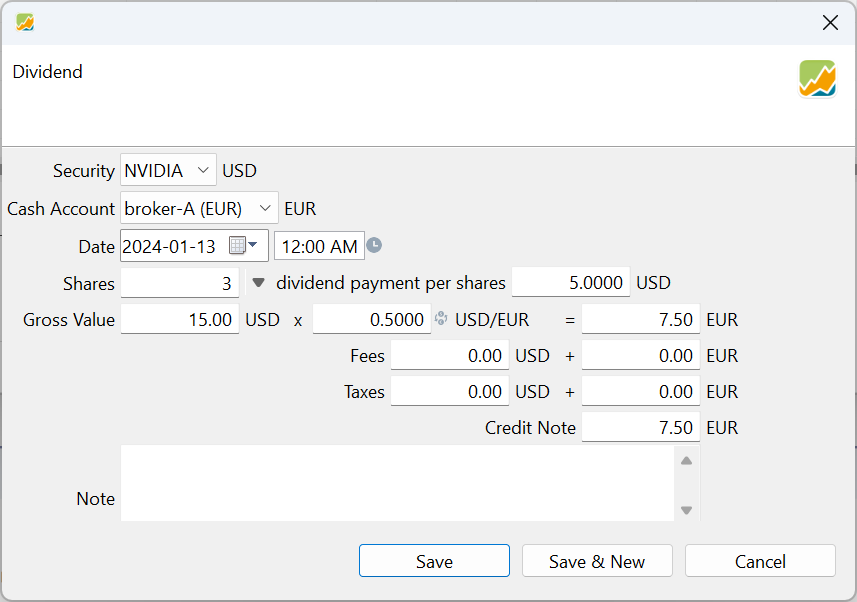 Dividend
Security NVIDIA USD
Cash Account broker-A (EUR) EUR
Date 2024-01-13 12:00 AM
Shares 3 dividend payment per shares 5.0000 USD
Gross Value 15.00 USD x 0.5000 USD/EUR = 7.50 EUR
Fees 0.00 USD + 0.00 EUR
Taxes 0.00 USD + 0.00 EUR
Credit Note 7.50 EUR
Note
Save Save & New Cancel